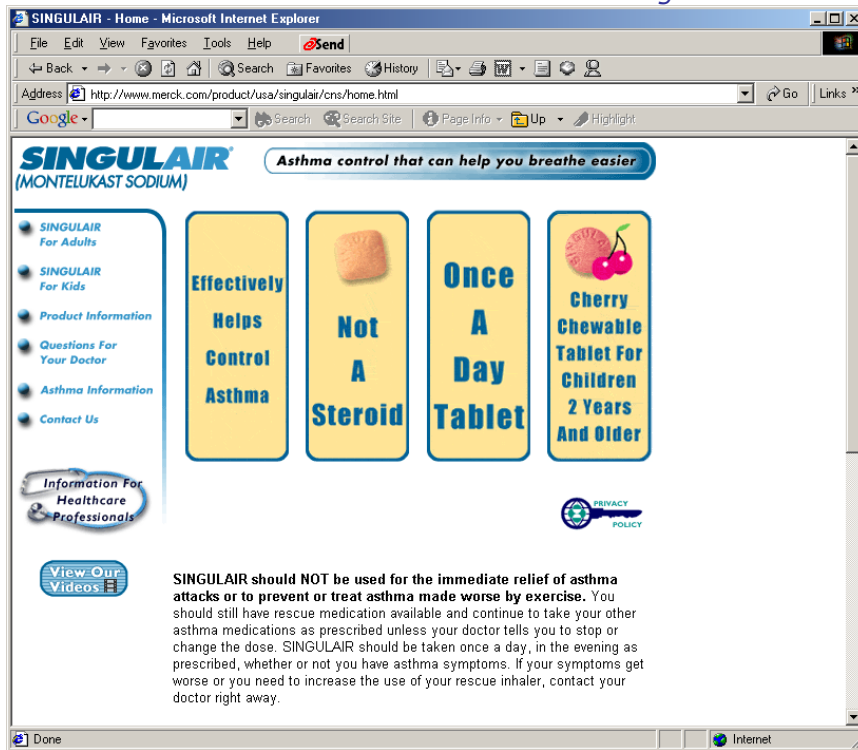 SINGULAIR - Home - Microsoft Internet Explorer
File Edit View Favorites Tools Help Send
Back Search Favorites History
Address http://www.merck.com/product/usa/singulair/cns/home.html Go Links »
Google Search Search Site Page Info Up Highlight
SINGULAIR®
(MONTELUKAST SODIUM)
Asthma control that can help you breathe easier
SINGULAIR
For Adults
SINGULAIR
For Kids
Product Information
Questions For
Your Doctor
Asthma Information
Contact Us
Information For
Healthcare
Professionals
View Our
Videos
Effectively
Helps
Control
Asthma
Not
A
Steroid
Once
A
Day
Tablet
SINGULAIR
Cherry
Chewable
Tablet For
Children
2 Years
And Older
PRIVACY
POLICY
SINGULAIR should NOT be used for the immediate relief of asthma
attacks or to prevent or treat asthma made worse by exercise. You
should still have rescue medication available and continue to take your other
asthma medications as prescribed unless your doctor tells you to stop or
change the dose. SINGULAIR should be taken once a day, in the evening as
prescribed, whether or not you have asthma symptoms. If your symptoms get
worse or you need to increase the use of your rescue inhaler, contact your
doctor right away.
Done Internet